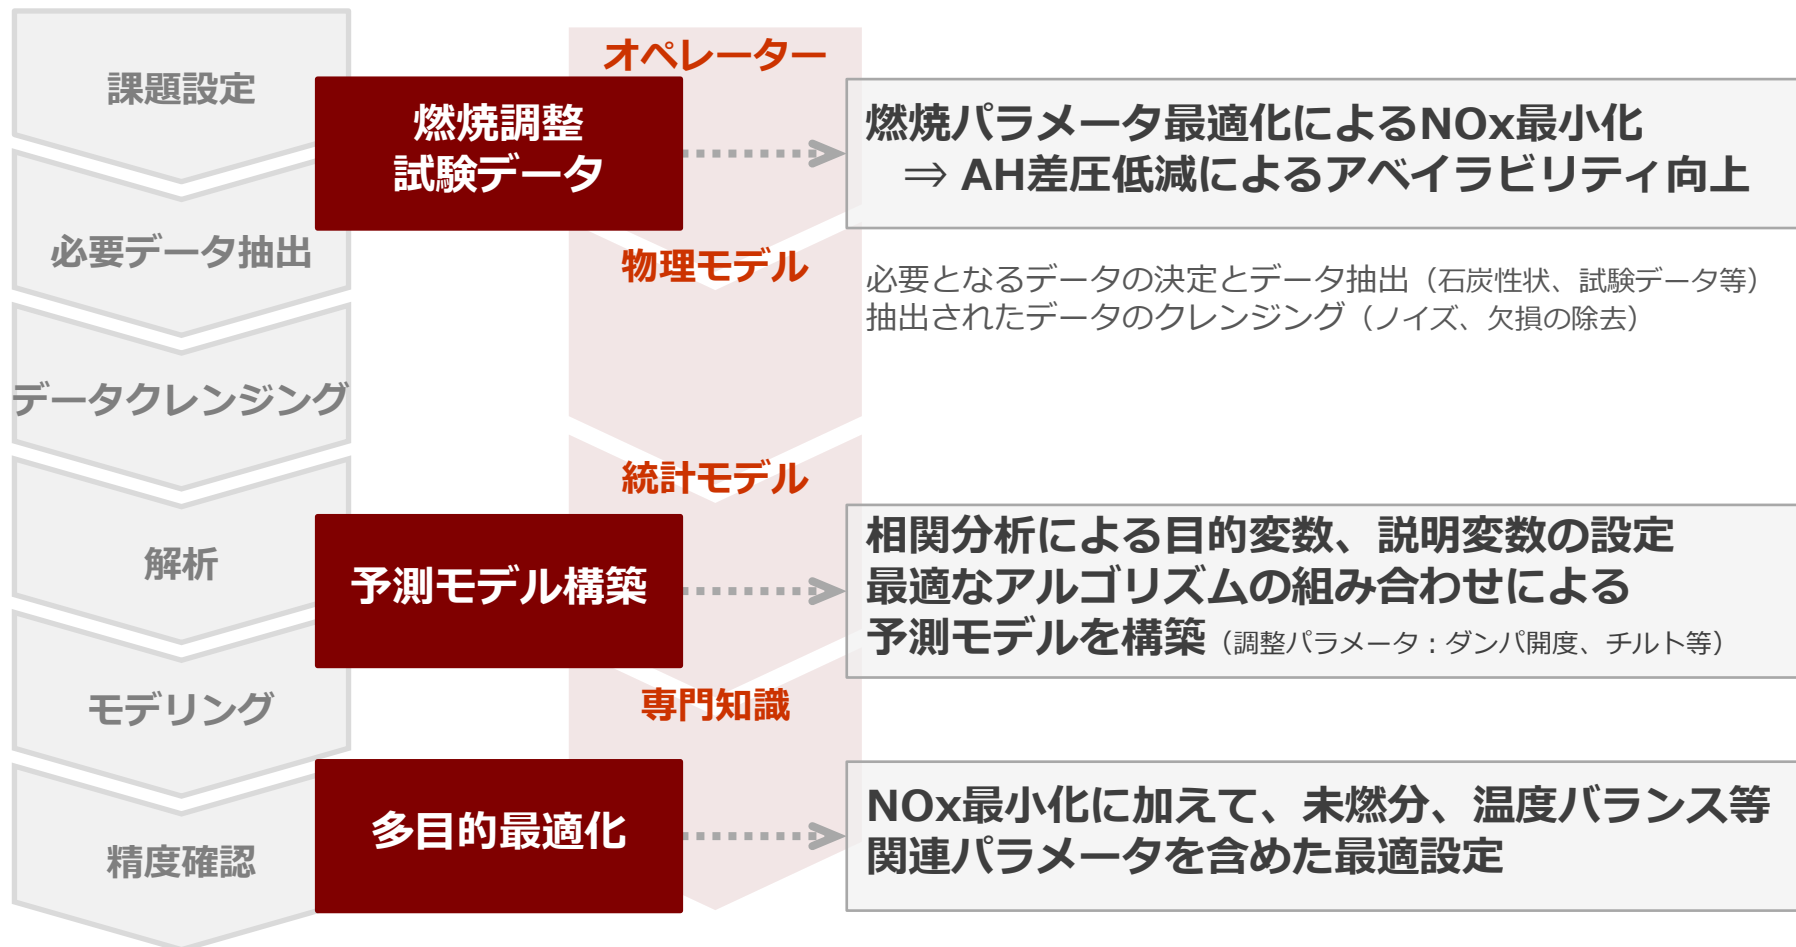 課題設定
必要データ抽出
データクレンジング
解析
モデリング
精度確認
オペレーター
燃焼調整
試験データ
燃焼パラメータ最適化によるNOx最小化
⇒ AH差圧低減によるアベイラビリティ向上
物理モデル
必要となるデータの決定とデータ抽出（石炭性状、試験データ等）
抽出されたデータのクレンジング（ノイズ、欠損の除去）
統計モデル
予測モデル構築
相関分析による目的変数、説明変数の設定
最適なアルゴリズムの組み合わせによる
予測モデルを構築（調整パラメータ：ダンパ開度、チルト等）
専門知識
多目的最適化
NOx最小化に加えて、未燃分、温度バランス等
関連パラメータを含めた最適設定